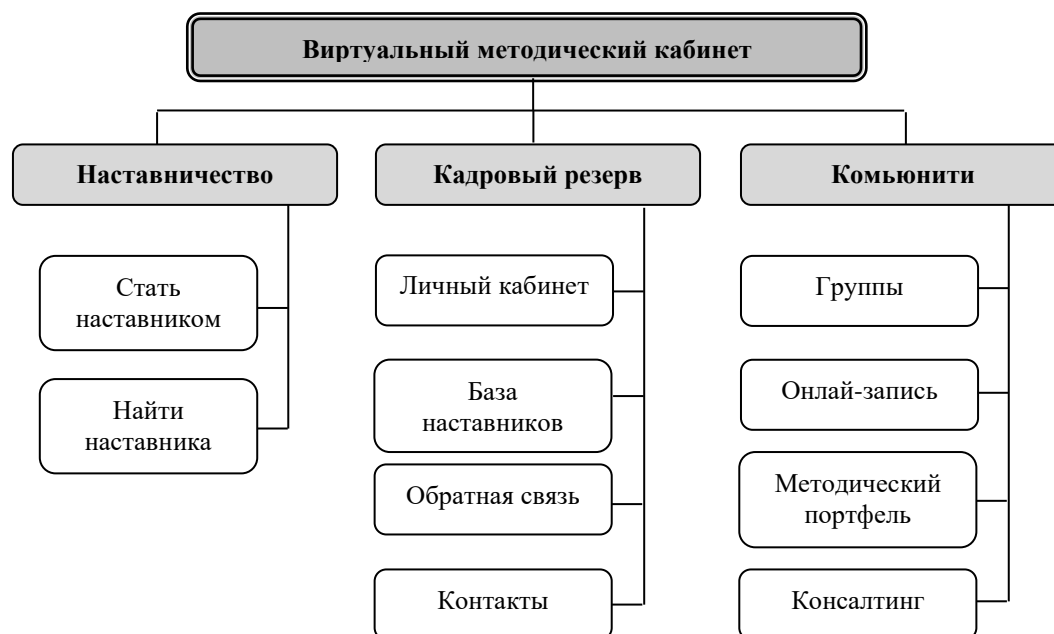 Виртуальный методический кабинет
Наставничество
Кадровый резерв
Комьюнити
Стать
наставником
Найти
наставника
Личный кабинет
База
наставников
Обратная связь
Контакты
Группы
Онлай-запись
Методический
портфель
Консалтинг